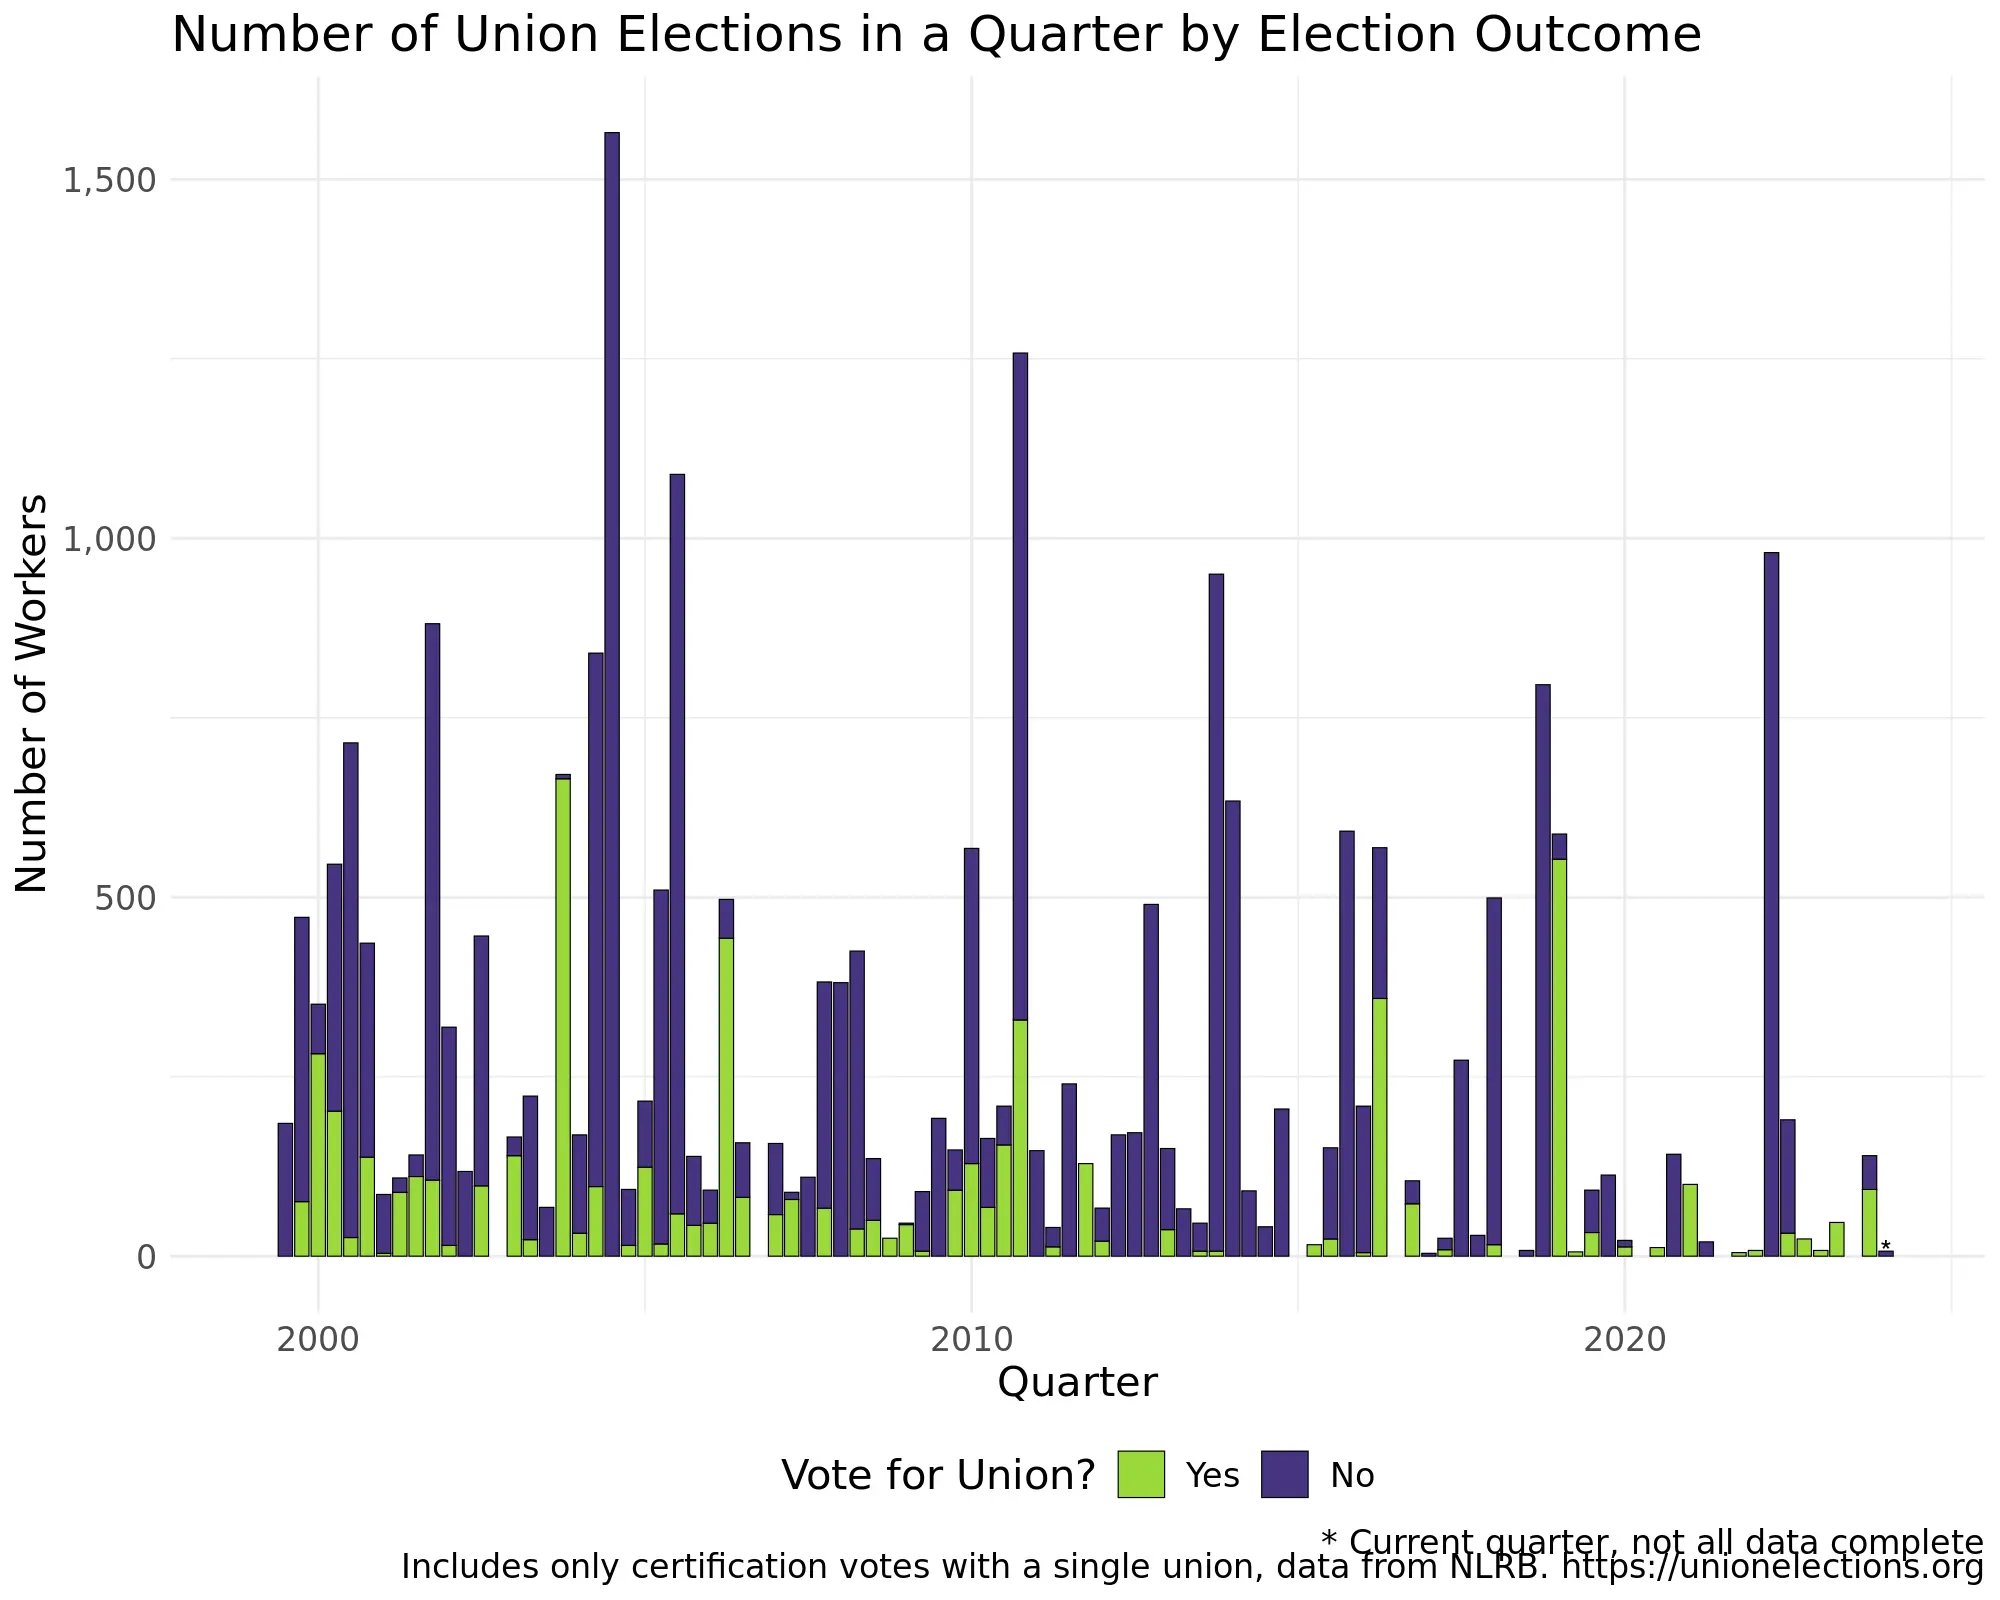 Number of Union Elections in a Quarter by Election Outcome
Number of Workers
1,500
1,000
500
0
*
2000 2010 2020
Quarter
Vote for Union? Yes No
* Current quarter, not all data complete
Includes only certification votes with a single union, data from NLRB. https://unionelections.org